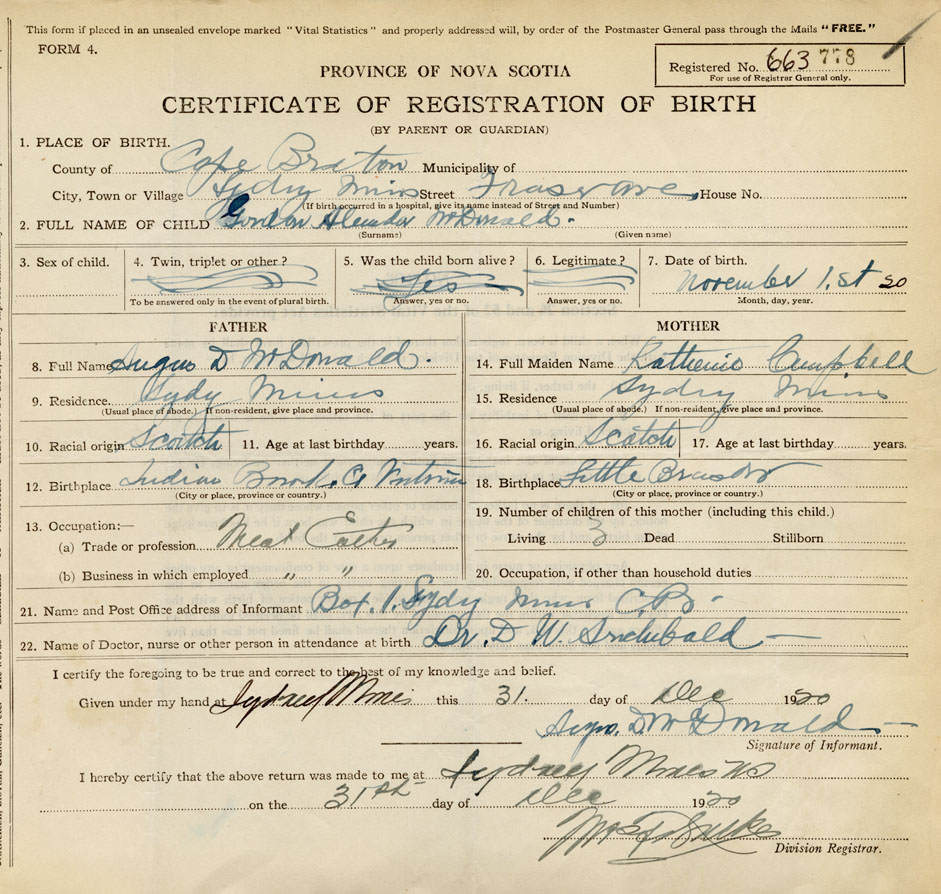 This form if placed in an unsealed envelope marked "Vital Statistics" and properly addressed will, by order of the Postmaster General pass through the Mails "FREE."
FORM 4.
Registered No. 663 778
For use of Registrar General only.
PROVINCE OF NOVA SCOTIA
CERTIFICATE OF REGISTRATION OF BIRTH
(BY PARENT OR GUARDIAN)
1. PLACE OF BIRTH.
County of Cape Breton Municipality of
City, Town or Village Sydny Mines Street Fraser ave, House No.
(If birth occurred in a hospital, give its name instead of Street and Number)
2. FULL NAME OF CHILD Gordon McDonald.
(Surname) (Given name)
3. Sex of child. 4. Twin, triplet or other? 5. Was the child born alive? 6. Legitimate? 7. Date of birth.
Yes November 1.st 20
To be answered only in the event of plural birth. Answer, yes or no. Answer, yes or no. Month, day, year.
FATHER
8. Full Name Angus D McDonald.
9. Residence. Sydy Mines
(Usual place of abode.) If non-resident, give place and province.
10. Racial origin Scotch 11. Age at last birthday years.
12. Birthplace Indian
(City or place, province or country.)
13. Occupation:—
(a) Trade or profession Meat
(b) Business in which employed " "
MOTHER
14. Full Maiden Name Campbell
15. Residence Sydny Mines
(Usual place of abode.) If non-resident, give place and province.
16. Racial origin Scotch 17. Age at last birthday years.
18. Birthplace Little
(City or place, province or country.)
19. Number of children of this mother (including this child.)
Living 3 Dead Stillborn
20. Occupation, if other than household duties
21. Name and Post Office address of Informant Box. 1. Sydy Mines C.B.
22. Name of Doctor, nurse or other person in attendance at birth Dr. D W. Archibald
I certify the foregoing to be true and correct to the best of my knowledge and belief.
Given under my hand at Sydney Mines this 31. day of Dec 1920
Angus. D McDonald
Signature of Informant.
I hereby certify that the above return was made to me at Sydney Mines NS
on the 31st day of Dec 1920
Division Registrar.